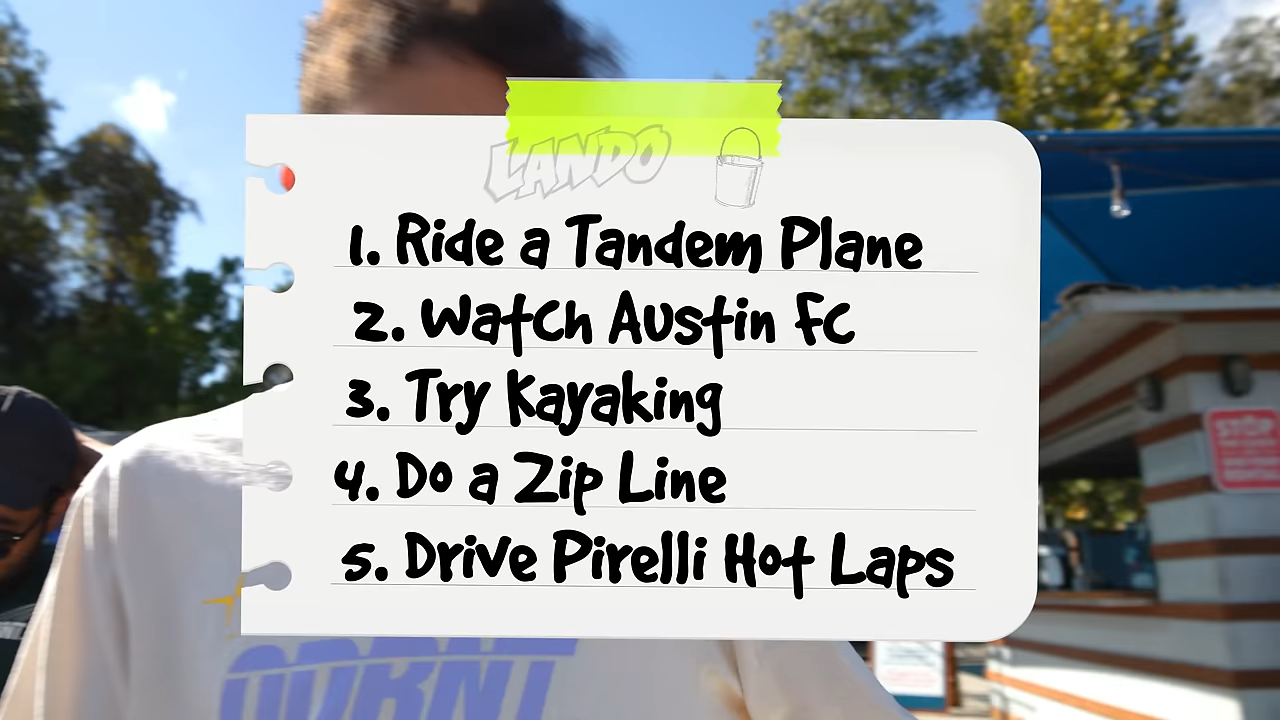 LANDO
1. Ride a Tandem Plane
2. Watch Austin FC
3. Try Kayaking
4. Do a Zip Line
5. Drive Pirelli Hot Laps
STOP